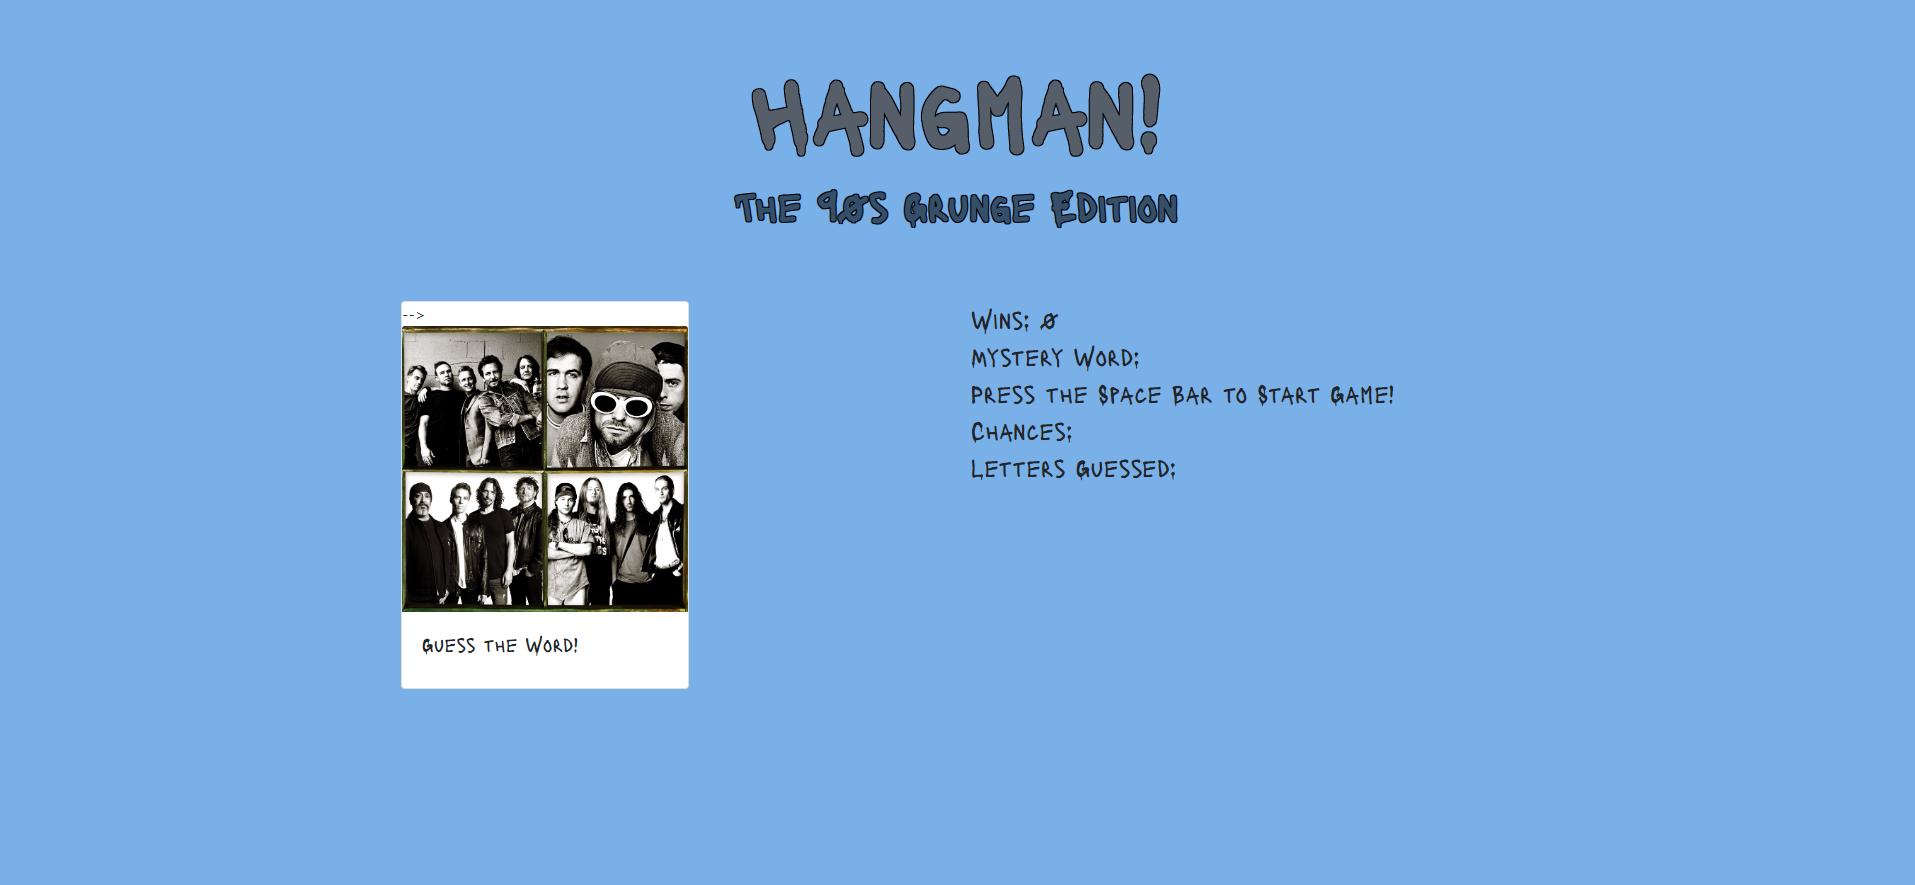 HANGMAN!
THE 90S GRUNGE EDITION
-->
GUESS THE WORD!
WINS: 0
MYSTERY WORD:
PRESS THE SPACE BAR TO START GAME!
CHANCES:
LETTERS GUESSED: